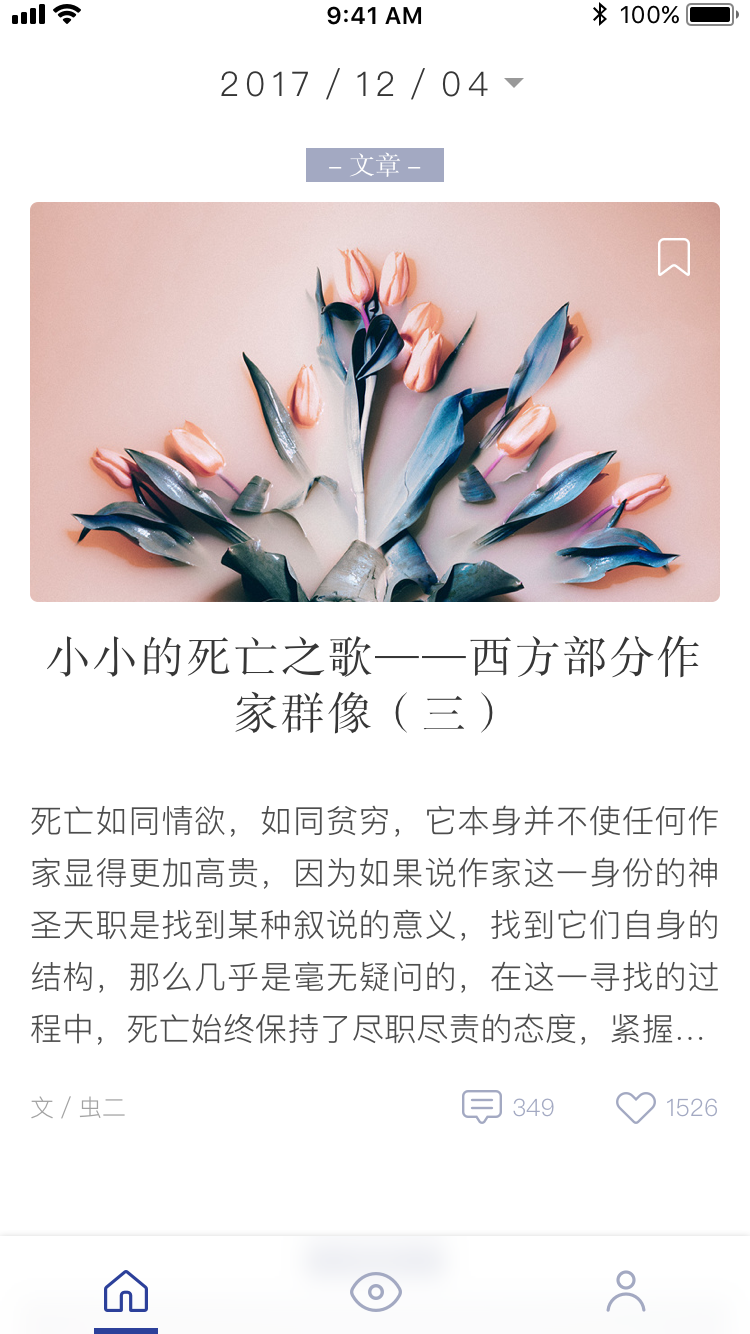 9:41 AM
100%
2017 / 12 / 04
– 文章 –
小小的死亡之歌——西方部分作
家群像（三）
死亡如同情欲，如同贫穷，它本身并不使任何作
家显得更加高贵，因为如果说作家这一身份的神
圣天职是找到某种叙说的意义，找到它们自身的
结构，那么几乎是毫无疑问的，在这一寻找的过
程中，死亡始终保持了尽职尽责的态度，紧握...
文 / 虫二
349
1526